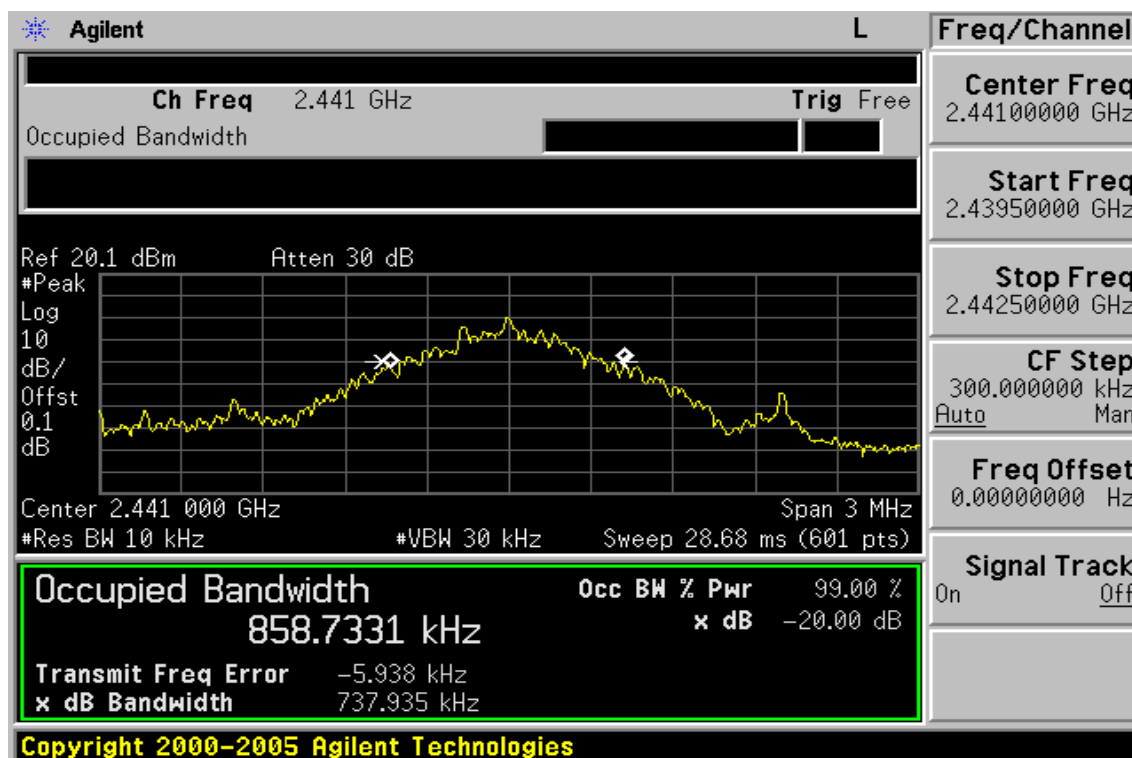 Agilent L
Ch Freq 2.441 GHz Trig Free
Occupied Bandwidth
Ref 20.1 dBm Atten 30 dB
#Peak
Log
10
dB/
Offst
0.1
dB
Center 2.441 000 GHz Span 3 MHz
#Res BW 10 kHz #VBW 30 kHz Sweep 28.68 ms (601 pts)
Occupied Bandwidth
858.7331 kHz
Occ BW % Pwr 99.00 %
x dB -20.00 dB
Transmit Freq Error -5.938 kHz
x dB Bandwidth 737.935 kHz
Copyright 2000-2005 Agilent Technologies
Freq/Channel
Center Freq
2.44100000 GHz
Start Freq
2.43950000 GHz
Stop Freq
2.44250000 GHz
CF Step
300.000000 kHz
Auto Man
Freq Offset
0.00000000 Hz
Signal Track
On Off